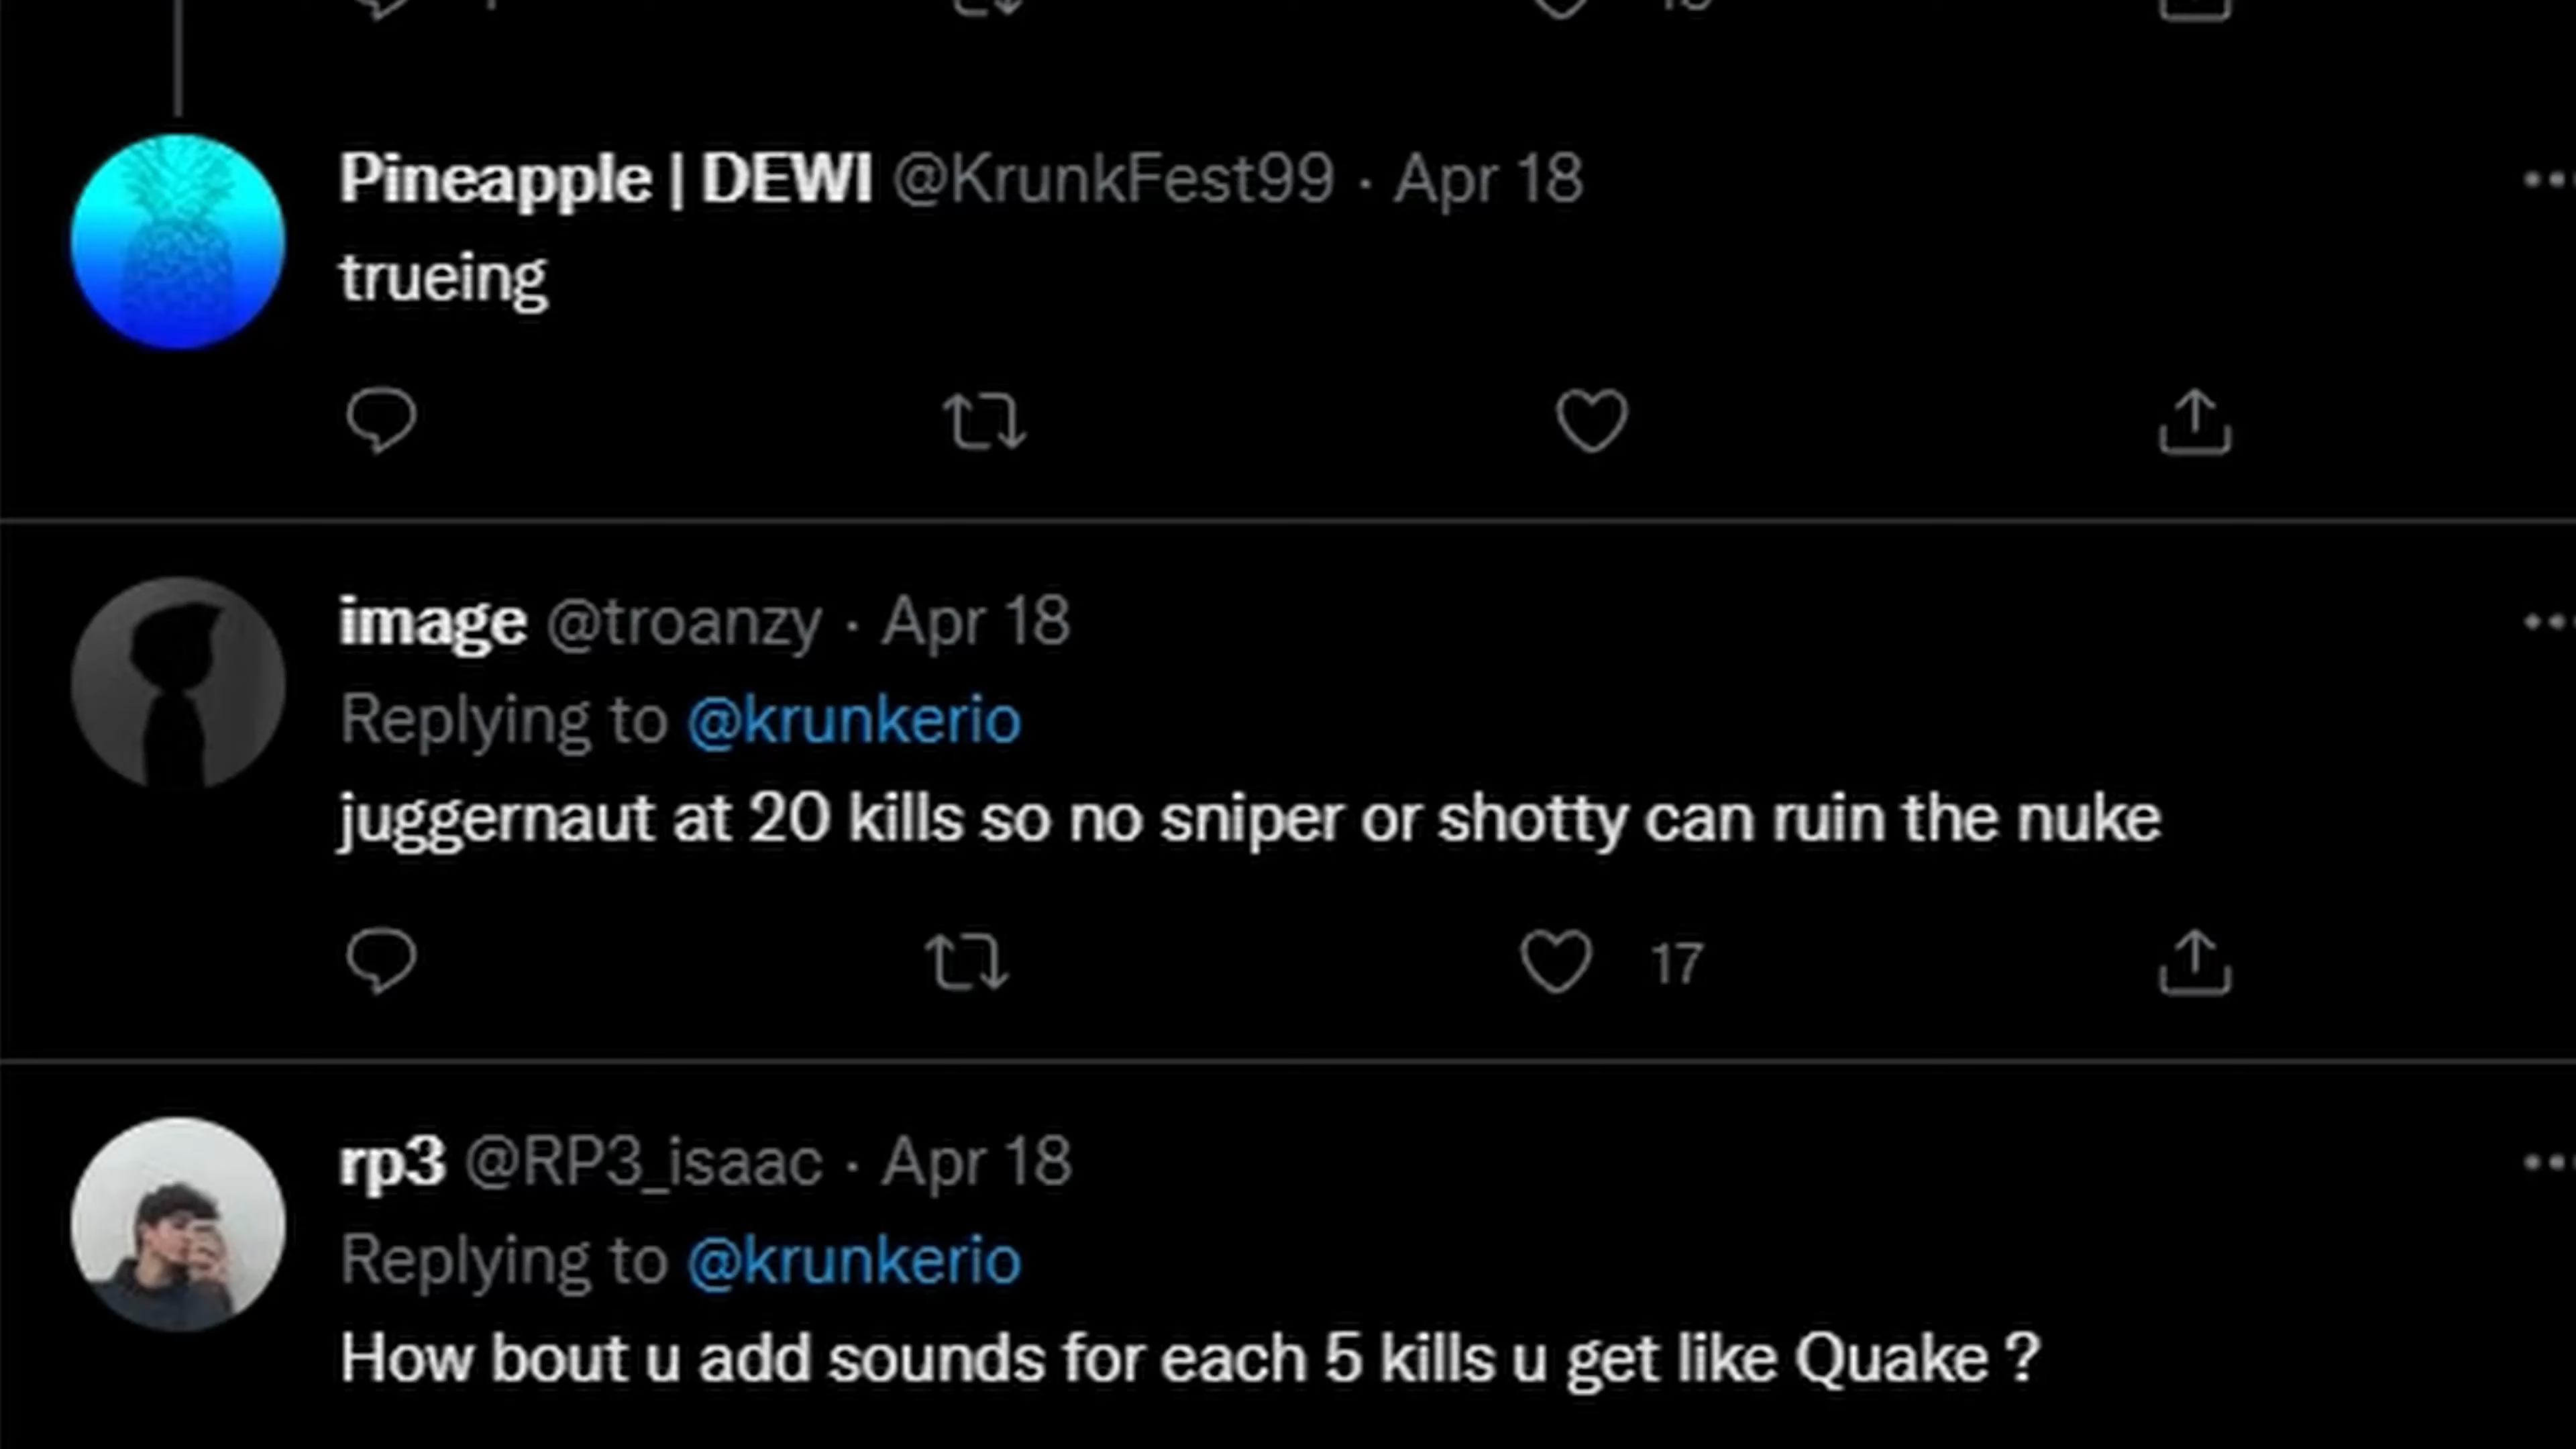 Pineapple | DEWI @KrunkFest99 · Apr 18
trueing
image @troanzy · Apr 18
Replying to @krunkerio
juggernaut at 20 kills so no sniper or shotty can ruin the nuke
17
rp3 @RP3_isaac · Apr 18
Replying to @krunkerio
How bout u add sounds for each 5 kills u get like Quake ?